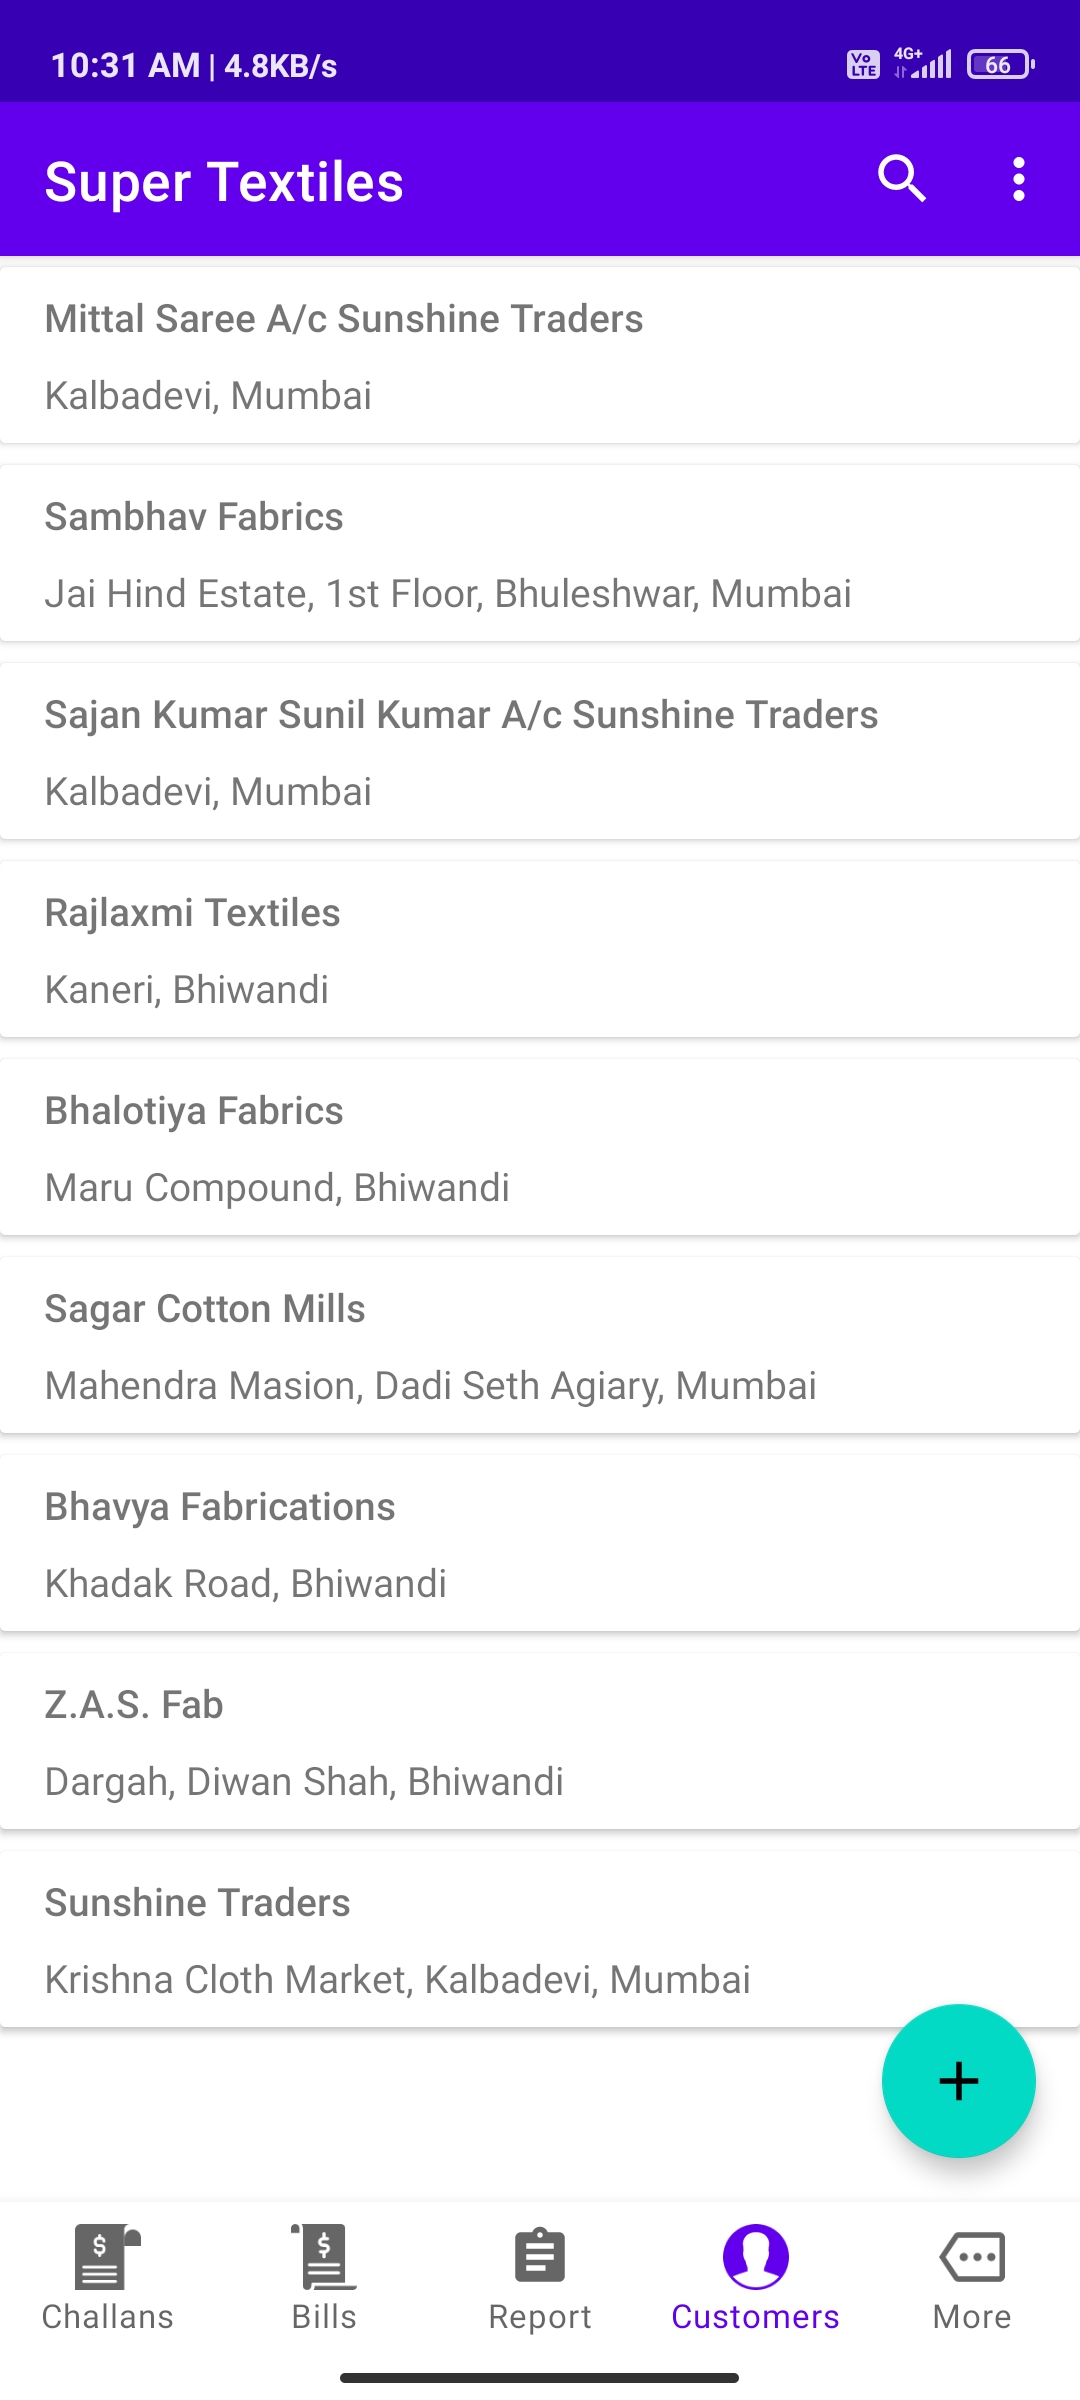 10:31 AM | 4.8KB/s
Vo LTE 4G+ 66
Super Textiles
Mittal Saree A/c Sunshine Traders
Kalbadevi, Mumbai
Sambhav Fabrics
Jai Hind Estate, 1st Floor, Bhuleshwar, Mumbai
Sajan Kumar Sunil Kumar A/c Sunshine Traders
Kalbadevi, Mumbai
Rajlaxmi Textiles
Kaneri, Bhiwandi
Bhalotiya Fabrics
Maru Compound, Bhiwandi
Sagar Cotton Mills
Mahendra Masion, Dadi Seth Agiary, Mumbai
Bhavya Fabrications
Khadak Road, Bhiwandi
Z.A.S. Fab
Dargah, Diwan Shah, Bhiwandi
Sunshine Traders
Krishna Cloth Market, Kalbadevi, Mumbai
+
$ $
Challans Bills Report Customers More